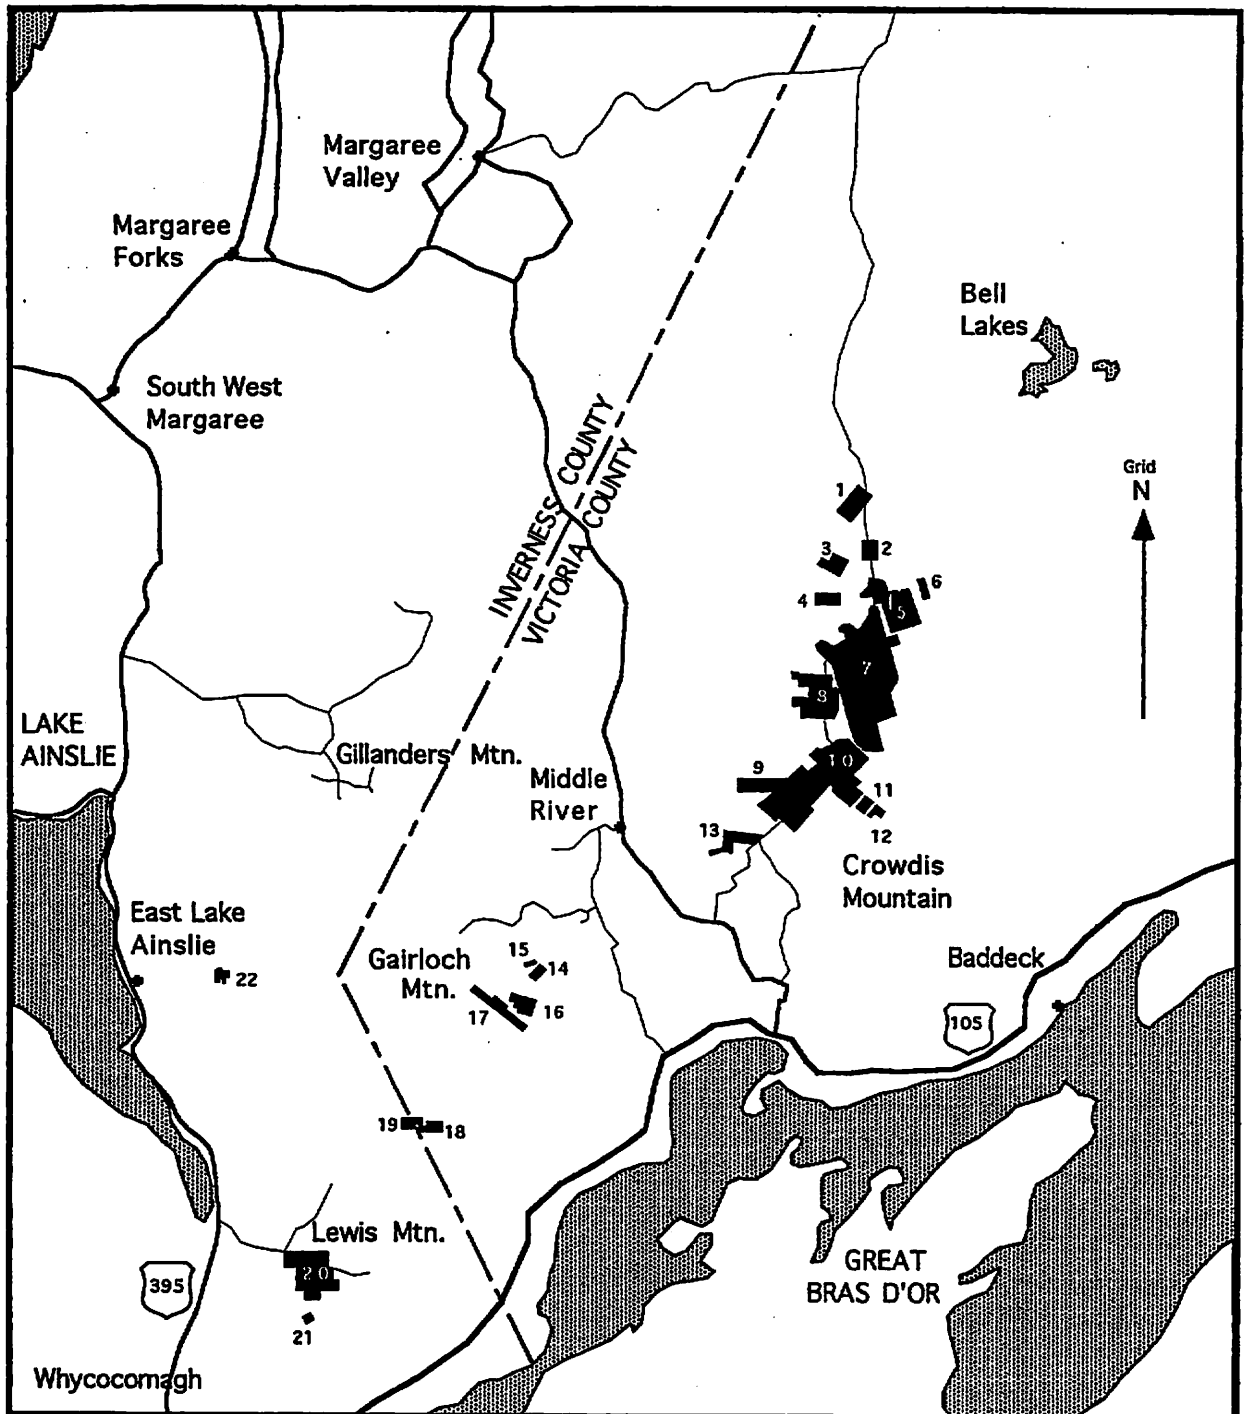 Margaree
Valley
Margaree
Forks
Bell
Lakes
South West
Margaree
INVERNESS COUNTY
VICTORIA COUNTY
Grid
N
1
2
3
4
6
5
7
8
LAKE
AINSLIE
Gillanders Mtn.
Middle
River
9
10
11
12
13
Crowdis
Mountain
East Lake
Ainslie
22
Gairloch
Mtn.
15
14
16
17
Baddeck
105
19
18
Lewis Mtn.
20
21
395
GREAT
BRAS D'OR
Whycocomagh